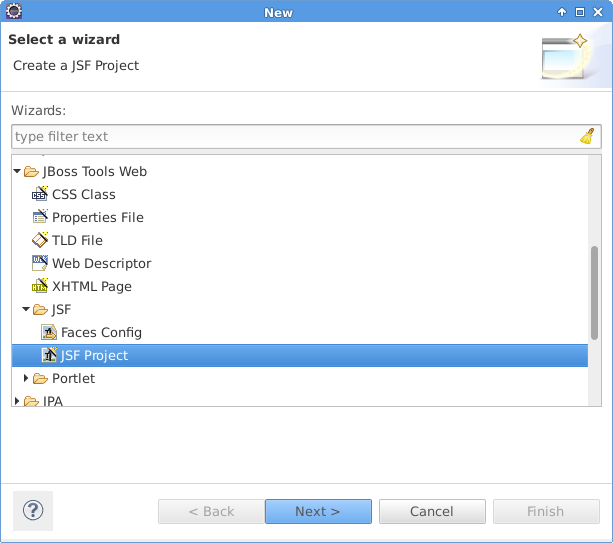 New
Select a wizard
Create a JSF Project
Wizards:
type filter text
JBoss Tools Web
CSS Class
Properties File
TLD File
Web Descriptor
XHTML Page
JSF
Faces Config
JSF Project
Portlet
JPA
?
< Back
Next >
Cancel
Finish